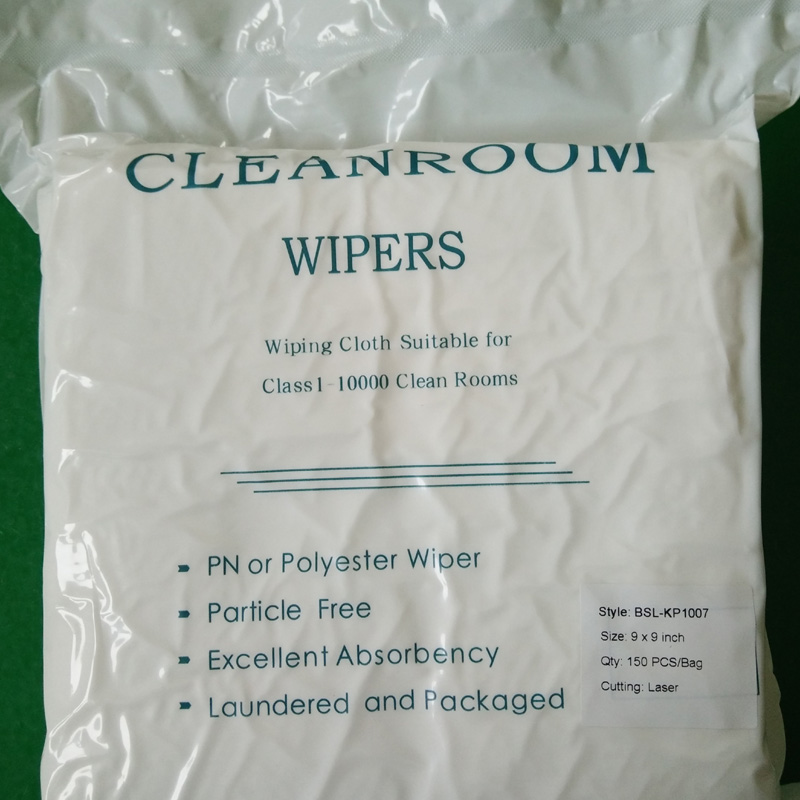 CLEANROOM
WIPERS
Wiping Cloth Suitable for
Class1-10000 Clean Rooms
PN or Polyester Wiper
Particle Free
Excellent Absorbency
Laundered and Packaged
Style: BSL-KP1007
Size: 9 x 9 inch
Qty: 150 PCS/Bag
Cutting: Laser